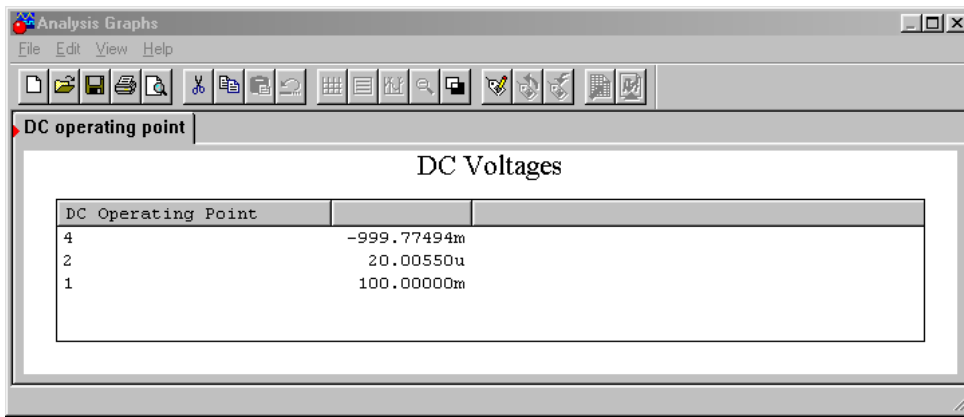 Analysis Graphs
File Edit View Help
DC operating point
DC Voltages
DC Operating Point
4 -999.77494m
2 20.00550u
1 100.00000m